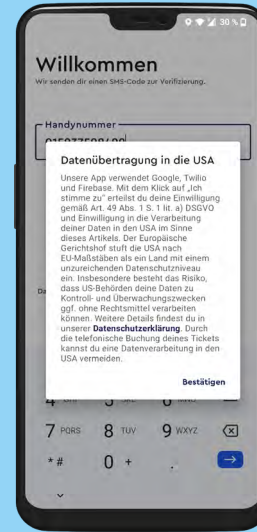 30 %
Willkommen
Wir senden dir einen SMS-Code zur Verifizierung.
Handynummer
Datenübertragung in die USA
Unsere App verwendet Google, Twilio
und Firebase. Mit dem Klick auf „Ich
stimme zu“ erteilst du deine Einwilligung
gemäß Art. 49 Abs. 1 S. 1 lit. a) DSGVO
und Einwilligung in die Verarbeitung
deiner Daten in den USA im Sinne
dieses Artikels. Der Europäische
Gerichtshof stuft die USA nach
EU-Maßstäben als ein Land mit einem
unzureichenden Datenschutzniveau
ein. Insbesondere besteht das Risiko,
dass US-Behörden deine Daten zu
Kontroll- und Überwachungszwecken
ggf. ohne Rechtsmittel verarbeiten
können. Weitere Details findest du in
unserer Datenschutzerklärung. Durch
die telefonische Buchung deines Tickets
kannst du eine Datenverarbeitung in den
USA vermeiden.
Bestätigen
7 PQRS 8 TUV 9 WXYZ
* # 0 + .